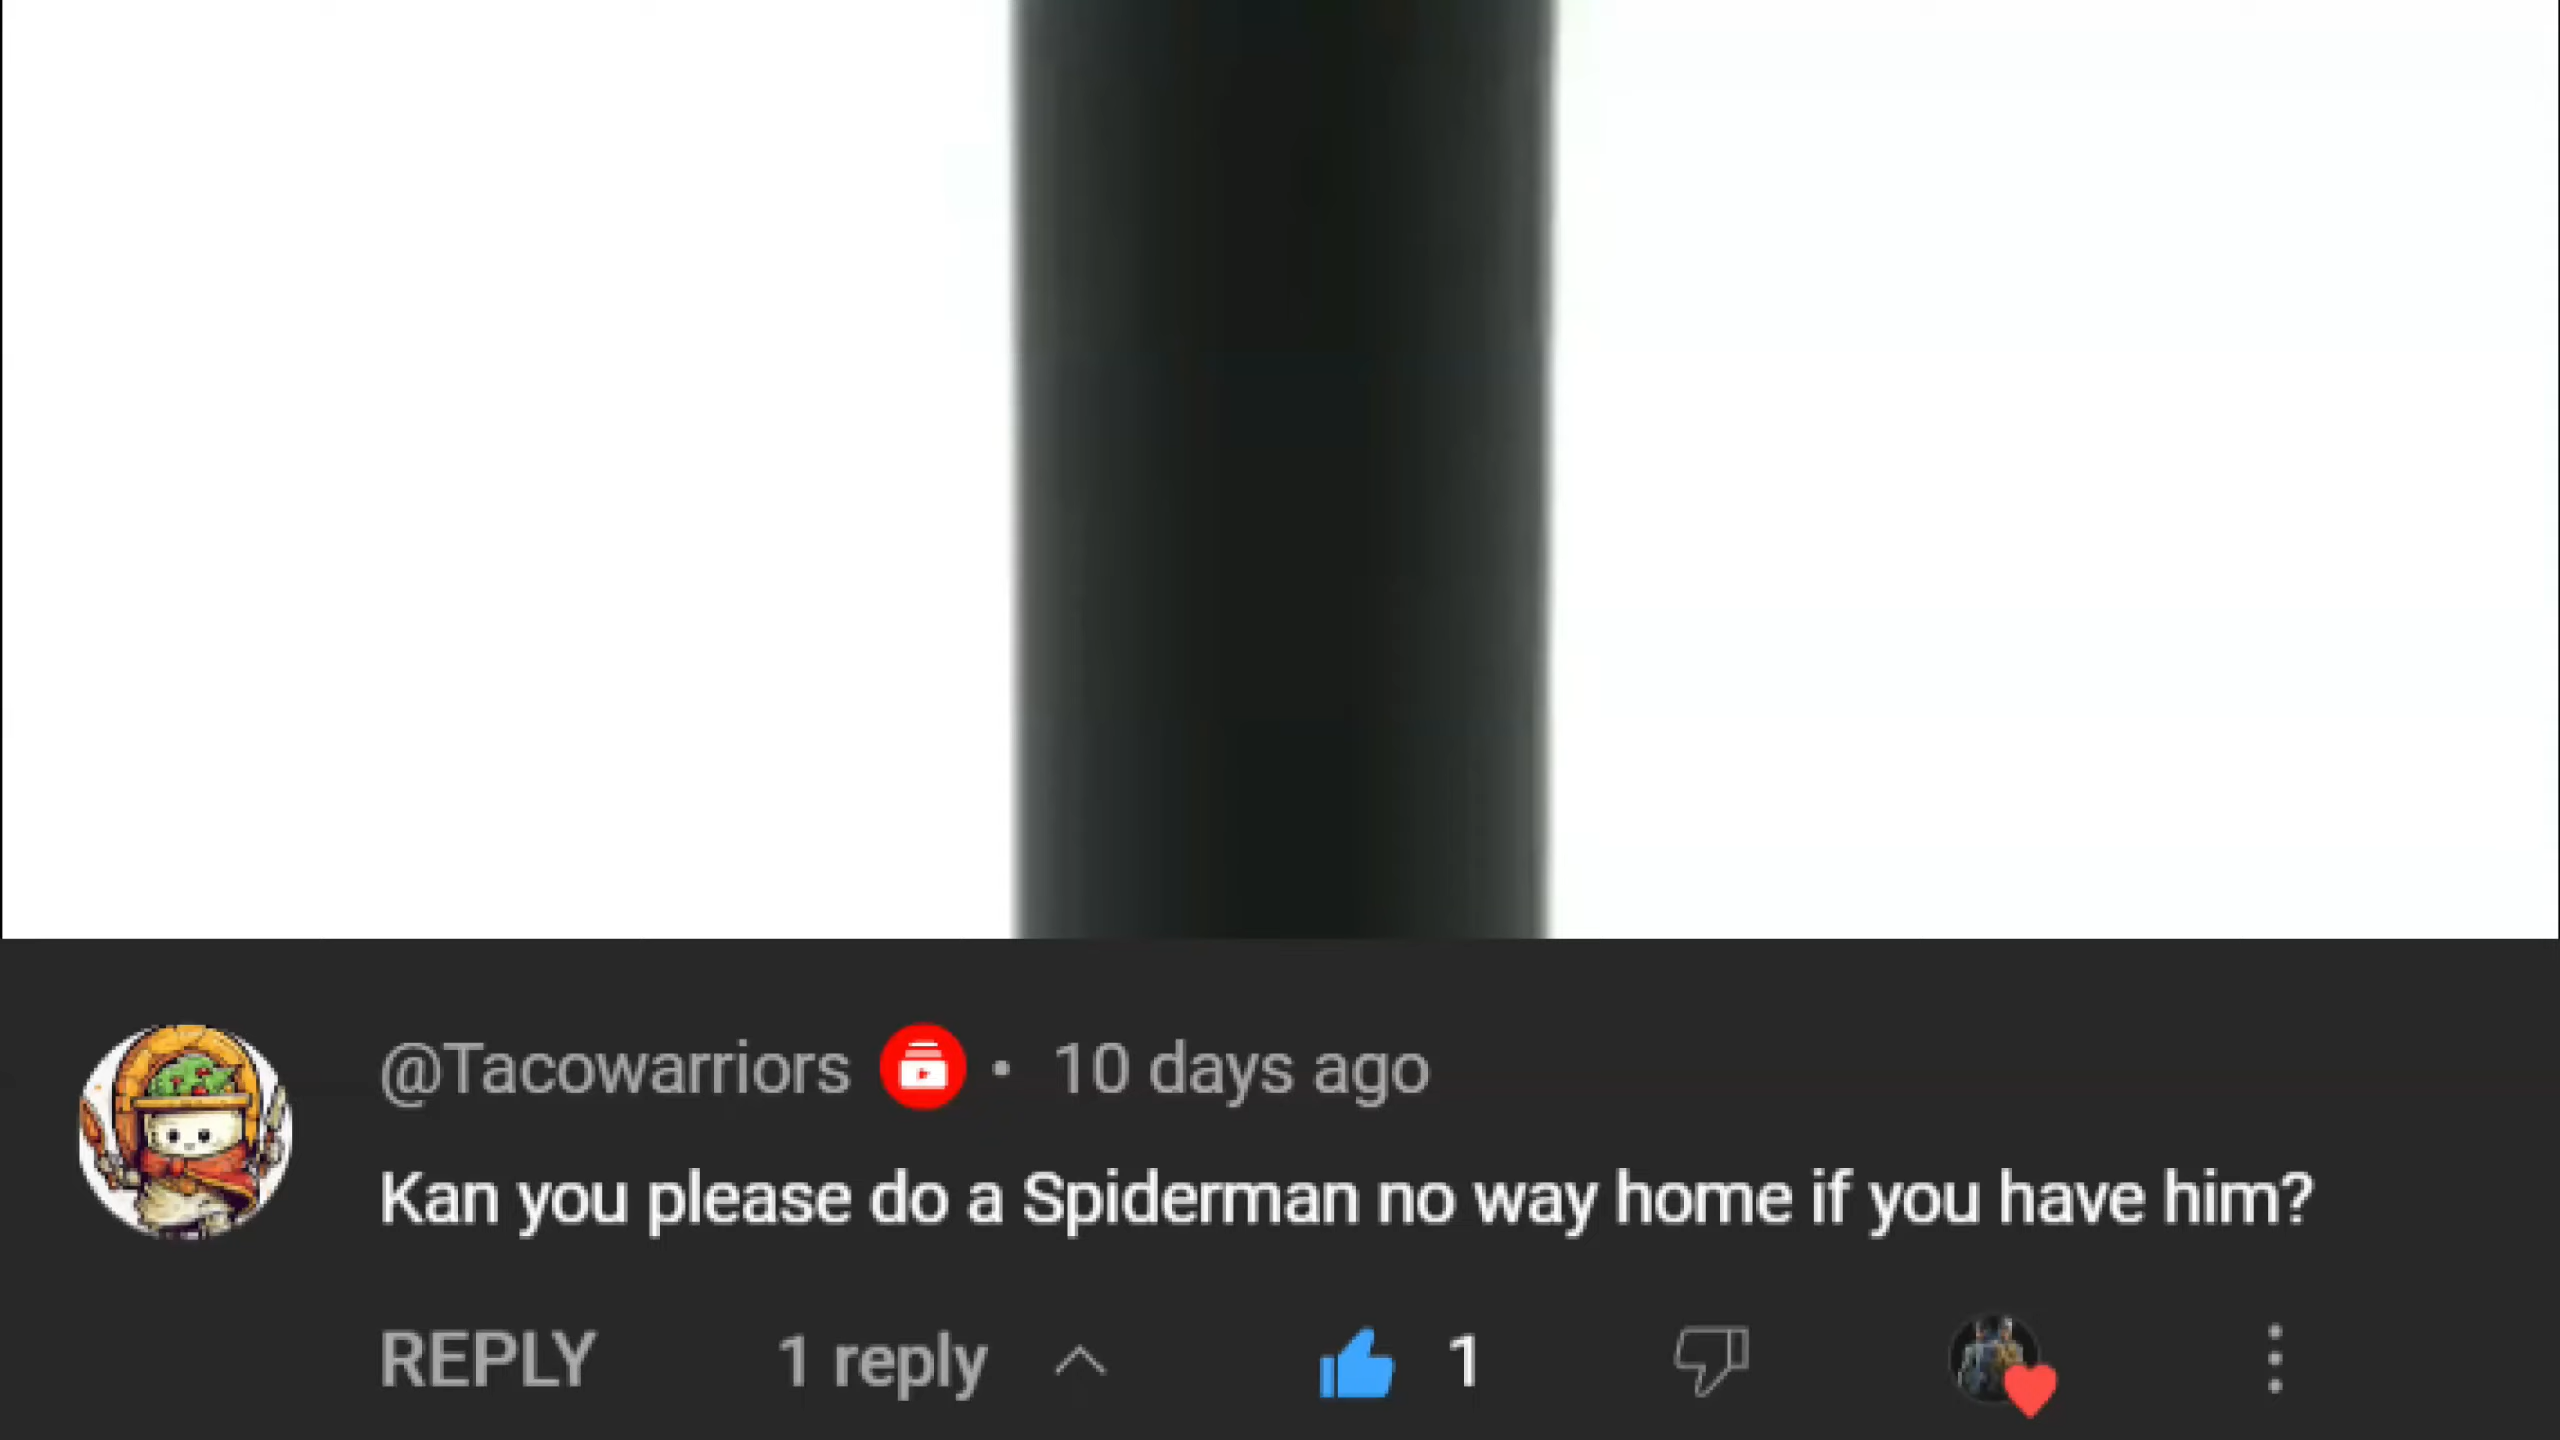 @Tacowarriors • 10 days ago
Kan you please do a Spiderman no way home if you have him?
REPLY 1 reply 1